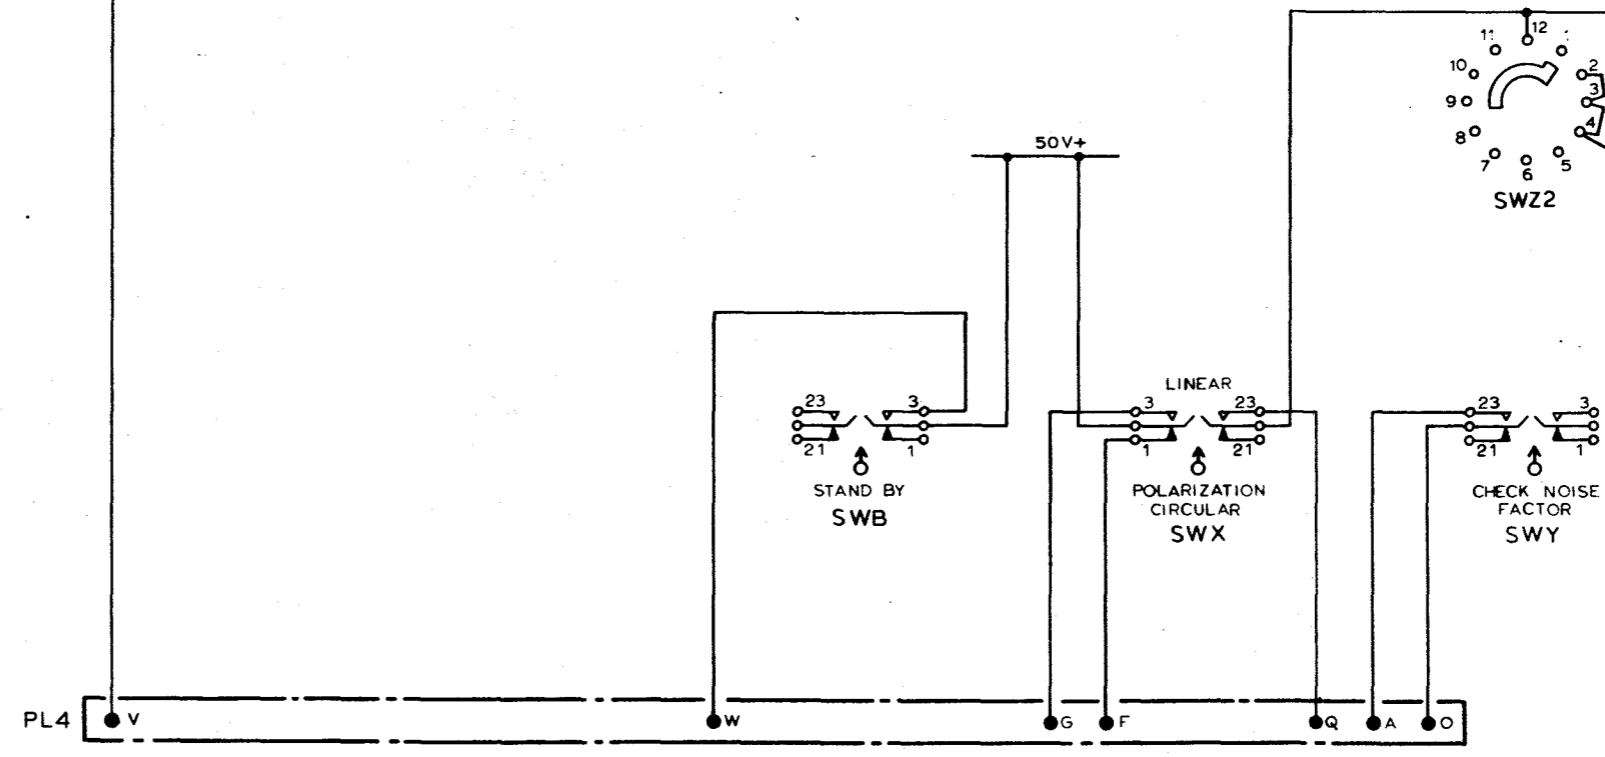 12
11
10
2
9
3
8
4
7
5
6
SWZ2
50V+
LINEAR
23 3
3 23
23 3
21 1
1 21
21 1
STAND BY
SWB
POLARIZATION
CIRCULAR
SWX
CHECK NOISE
FACTOR
SWY
PL4 V W G F Q A O